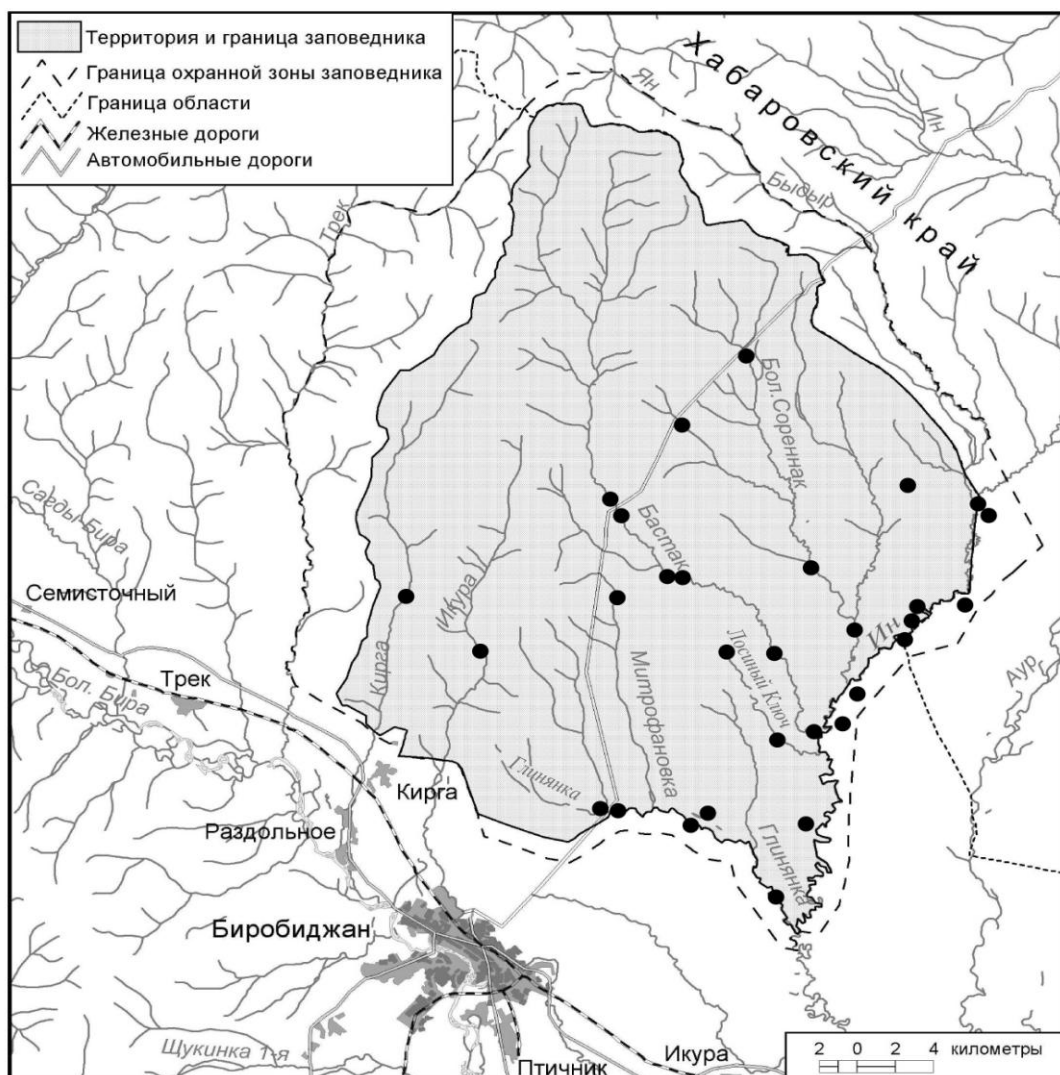 Территория и граница заповедника
Граница охранной зоны заповедника
Граница области
Железные дороги
Автомобильные дороги
Хабаровский край
Ян
Ин
Быдыр
Трек
Бол.Сореннак
Сагды-Бира
Семисточный
Бастак
Икура
Кирга
Ин
Трек
Бол. Бира
Лосиный Ключ
Митрофановка
Аур
Глинянка
Кирга
Раздольное
Глинянка
Биробиджан
Щукинка 1-я
Птичник
Икура
2 0 2 4 километры